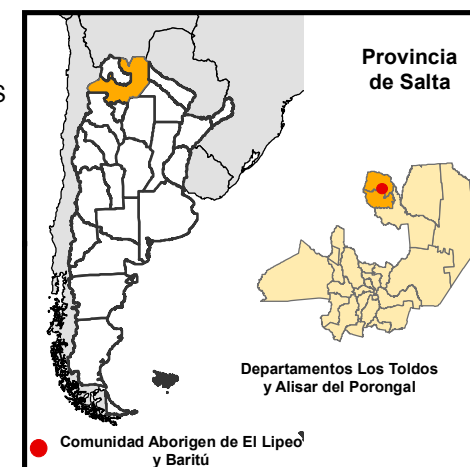 Provincia
de Salta
S
Departamentos Los Toldos
y Alisar del Porongal
Comunidad Aborigen de El Lipeo
y Baritú